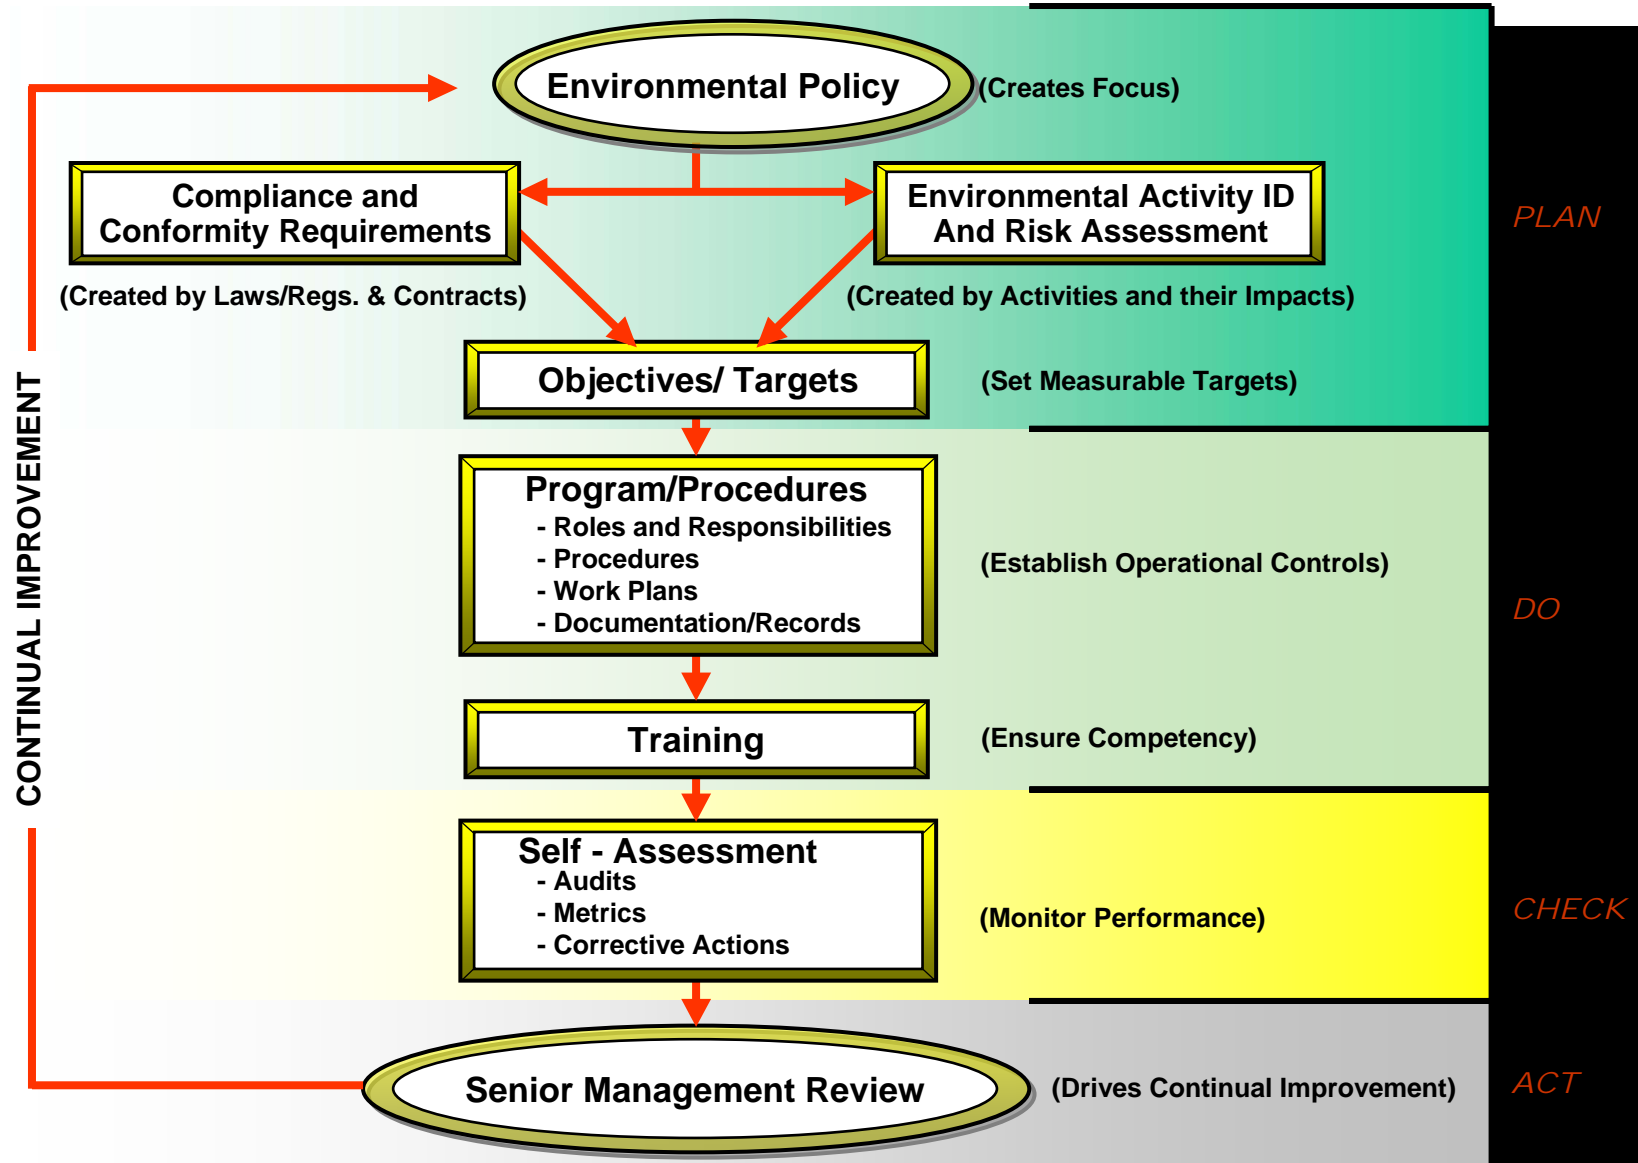 Environmental Policy
(Creates Focus)
Compliance and
Conformity Requirements
Environmental Activity ID
And Risk Assessment
PLAN
(Created by Laws/Regs. & Contracts)
(Created by Activities and their Impacts)
Objectives/ Targets
(Set Measurable Targets)
CONTINUAL IMPROVEMENT
Program/Procedures
- Roles and Responsibilities
- Procedures
- Work Plans
- Documentation/Records
(Establish Operational Controls)
DO
Training
(Ensure Competency)
Self - Assessment
- Audits
- Metrics
- Corrective Actions
(Monitor Performance)
CHECK
Senior Management Review
(Drives Continual Improvement)
ACT